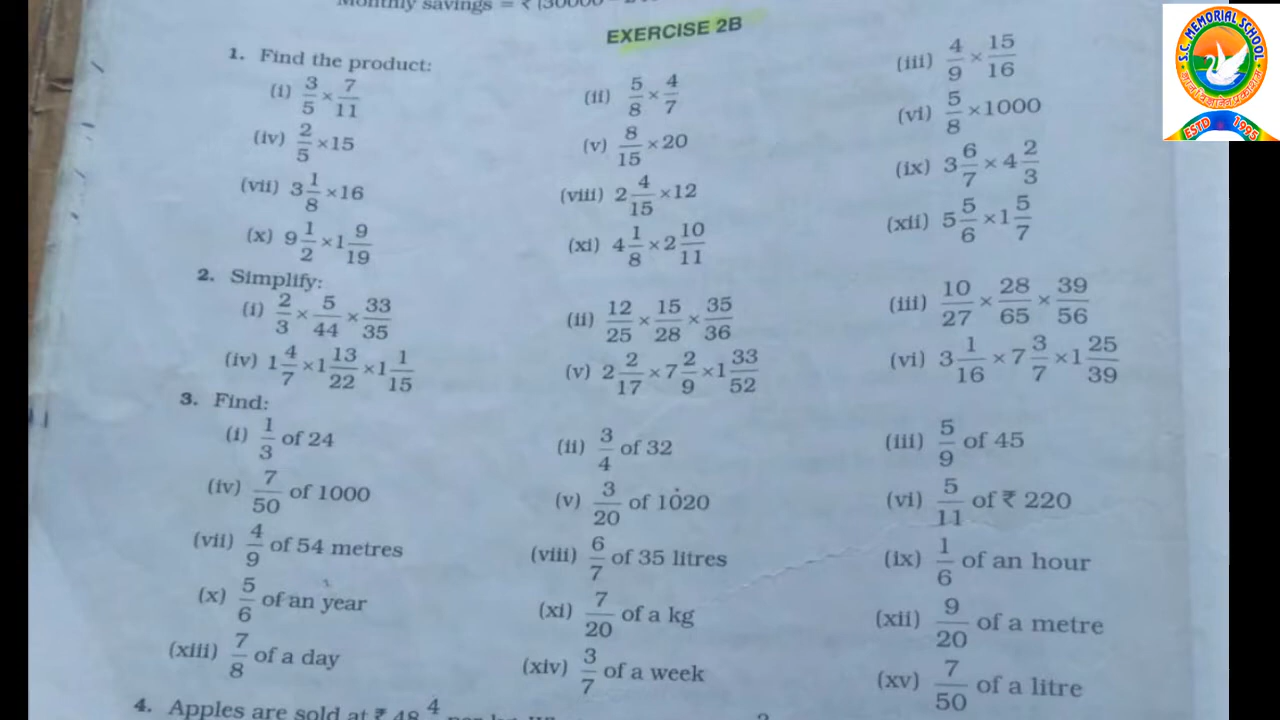 Monthly savings = ₹ (30000
EXERCISE 2B
1. Find the product:
(i) 3/5 × 7/11 (ii) 5/8 × 4/7 (iii) 4/9 × 15/16
(iv) 2/5 ×15 (v) 8/15 ×20 (vi) 5/8 ×1000
(vii) 3 1/8 ×16 (viii) 2 4/15 ×12 (ix) 3 6/7 × 4 2/3
(x) 9 1/2 ×1 9/19 (xi) 4 1/8 ×2 10/11 (xii) 5 5/6 ×1 5/7
2. Simplify:
(i) 2/3 × 5/44 × 33/35 (ii) 12/25 × 15/28 × 35/36 (iii) 10/27 × 28/65 × 39/56
(iv) 1 4/7 ×1 13/22 ×1 1/15 (v) 2 2/17 ×7 2/9 ×1 33/52 (vi) 3 1/16 ×7 3/7 ×1 25/39
3. Find:
(i) 1/3 of 24 (ii) 3/4 of 32 (iii) 5/9 of 45
(iv) 7/50 of 1000 (v) 3/20 of 1020 (vi) 5/11 of ₹ 220
(vii) 4/9 of 54 metres (viii) 6/7 of 35 litres (ix) 1/6 of an hour
(x) 5/6 of an year (xi) 7/20 of a kg (xii) 9/20 of a metre
(xiii) 7/8 of a day (xiv) 3/7 of a week (xv) 7/50 of a litre
4. Apples are sold at ₹ 48 4
S.C. MEMORIAL SCHOOL
ESTD 1995